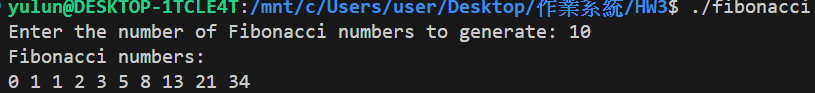 yulun@DESKTOP-1TCLE4T:/mnt/c/Users/user/Desktop/作業系統/HW3$ ./fibonacci
Enter the number of Fibonacci numbers to generate: 10
Fibonacci numbers:
0 1 1 2 3 5 8 13 21 34